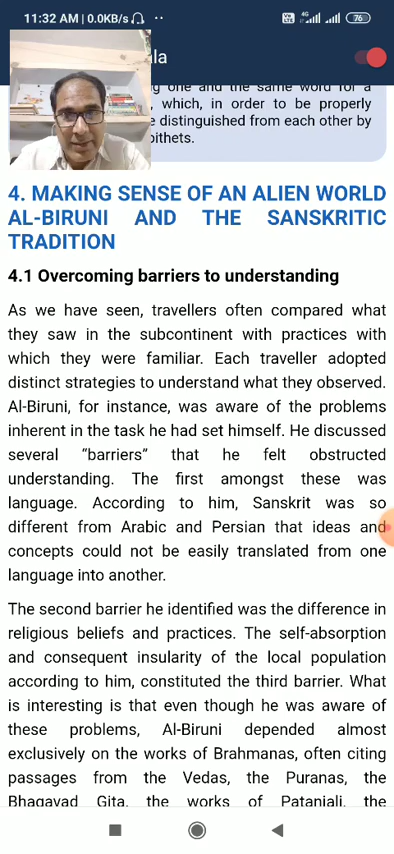 11:32 AM | 0.0KB/s
4G
76
la
g one and the same word for a
, which, in order to be properly
e distinguished from each other by
pithets.
4. MAKING SENSE OF AN ALIEN WORLD
AL-BIRUNI AND THE SANSKRITIC
TRADITION
4.1 Overcoming barriers to understanding
As we have seen, travellers often compared what
they saw in the subcontinent with practices with
which they were familiar. Each traveller adopted
distinct strategies to understand what they observed.
Al-Biruni, for instance, was aware of the problems
inherent in the task he had set himself. He discussed
several “barriers” that he felt obstructed
understanding. The first amongst these was
language. According to him, Sanskrit was so
different from Arabic and Persian that ideas and
concepts could not be easily translated from one
language into another.
The second barrier he identified was the difference in
religious beliefs and practices. The self-absorption
and consequent insularity of the local population
according to him, constituted the third barrier. What
is interesting is that even though he was aware of
these problems, Al-Biruni depended almost
exclusively on the works of Brahmanas, often citing
passages from the Vedas, the Puranas, the
Bhagavad Gita, the works of Patanjali, the